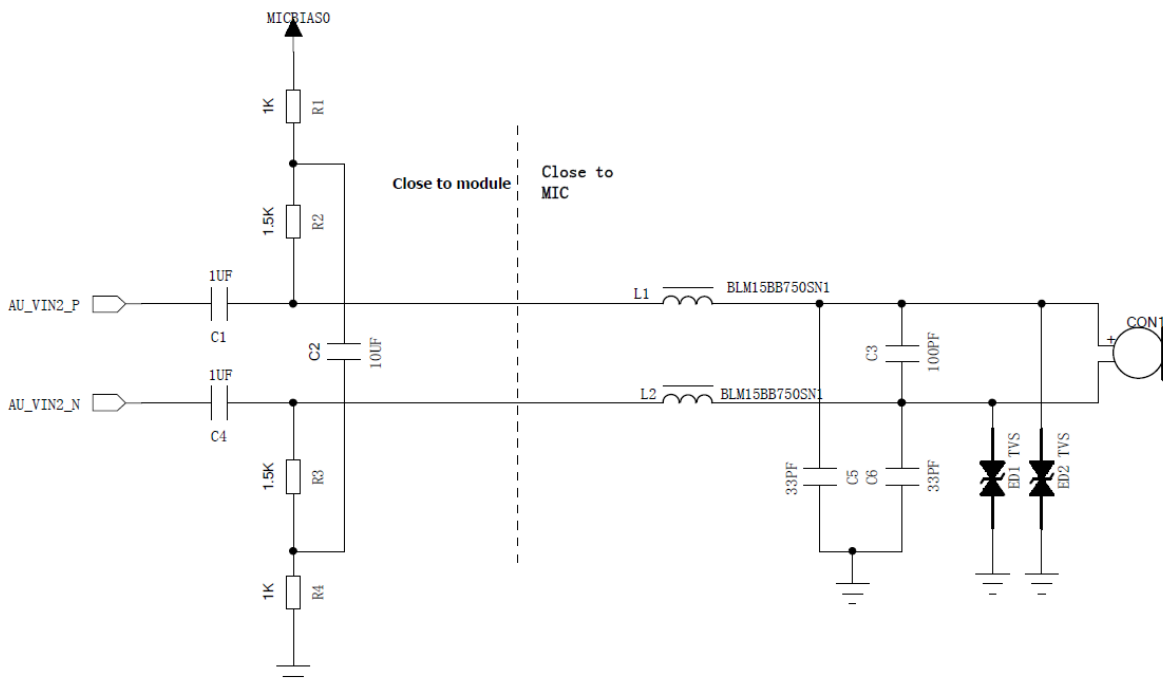 MICBIAS0
1K
R1
Close to module
Close to
MIC
1.5K
R2
1UF
L1
BLM15BB750SN1
AU_VIN2_P
C1
CON1
+
C2
10UF
C3
100PF
1UF
L2
BLM15BB750SN1
AU_VIN2_N
C4
1.5K
R3
33PF
C5
C6
33PF
ED1 TVS
ED2 TVS
1K
R4